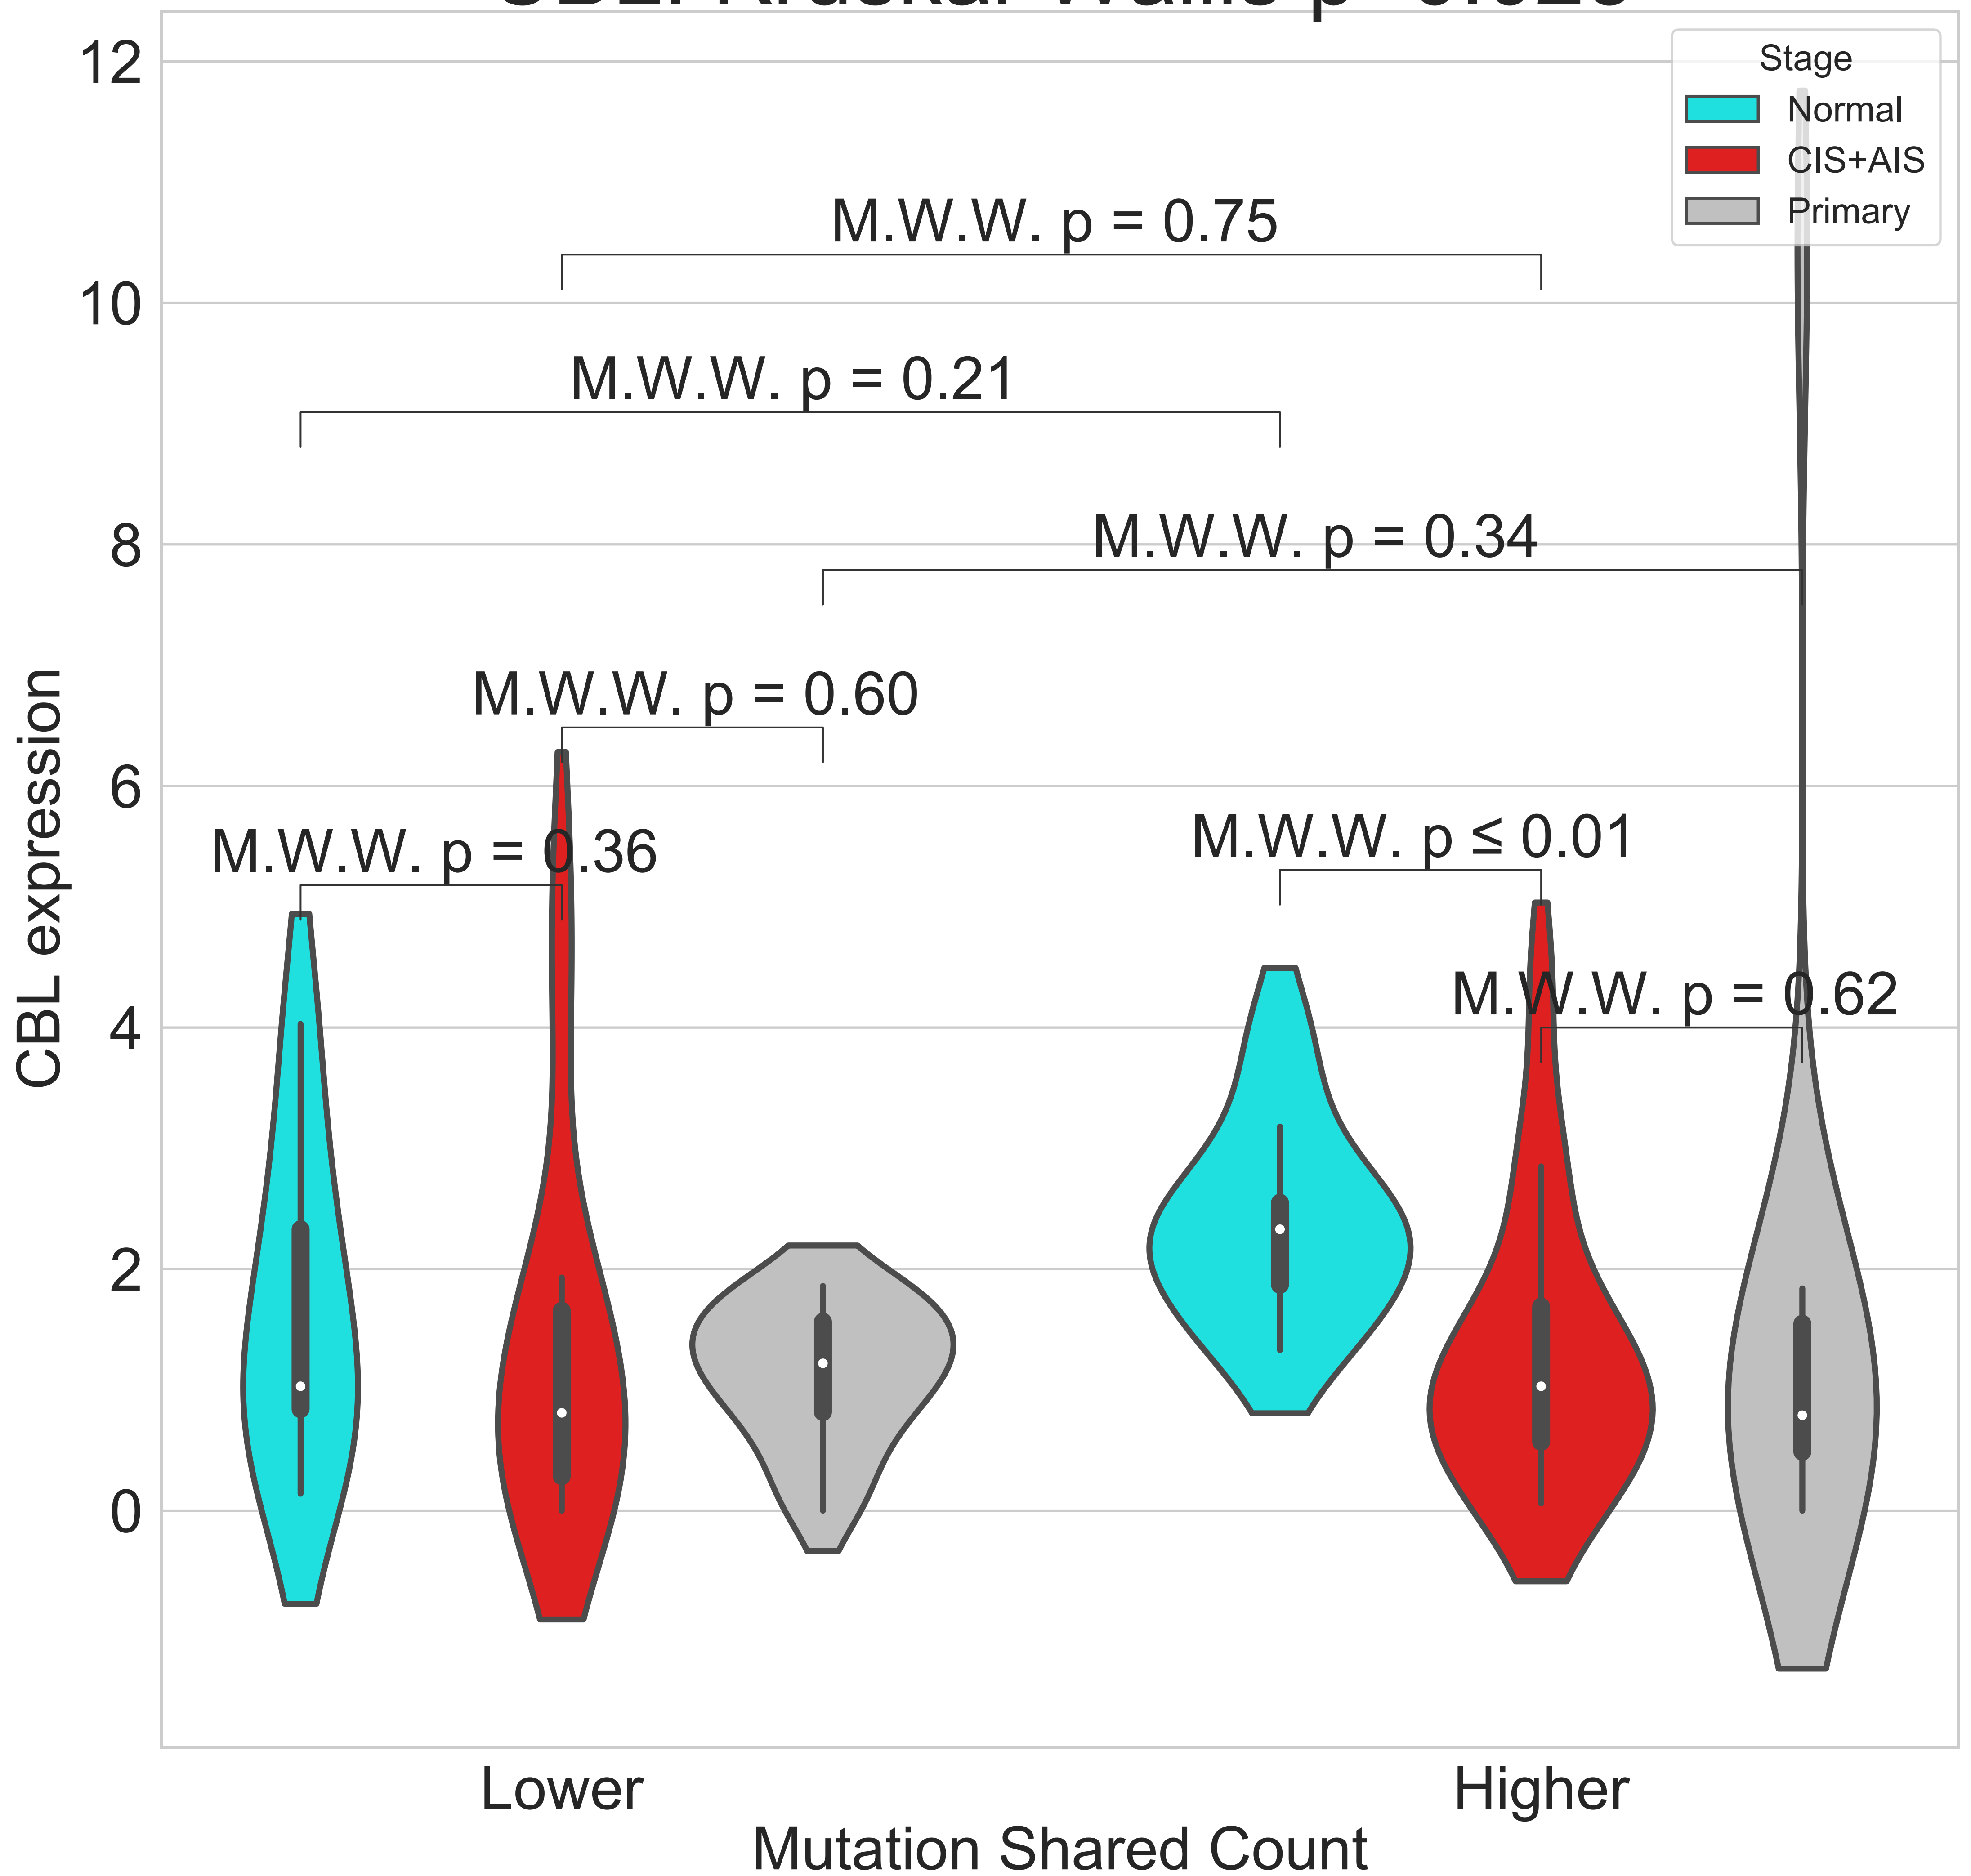 12
10
8
6
4
2
0
CBL expression
Stage
Normal
CIS+AIS
Primary
M.W.W. p = 0.75
M.W.W. p = 0.21
M.W.W. p = 0.34
M.W.W. p = 0.60
M.W.W. p = 0.36
M.W.W. p ≤ 0.01
M.W.W. p = 0.62
Lower
Higher
Mutation Shared Count